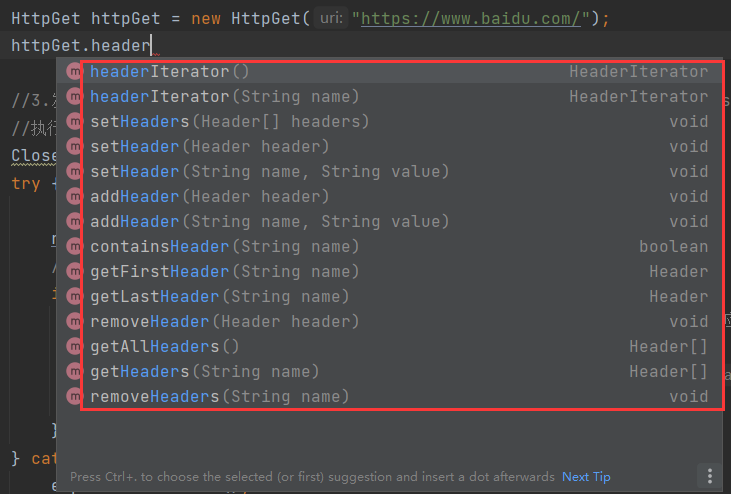 HttpGet httpGet = new HttpGet( uri: "https://www.baidu.com/");
httpGet.header
m headerIterator() HeaderIterator
m headerIterator(String name) HeaderIterator
m setHeaders(Header[] headers) void
m setHeader(Header header) void
m setHeader(String name, String value) void
m addHeader(Header header) void
m addHeader(String name, String value) void
m containsHeader(String name) boolean
m getFirstHeader(String name) Header
m getLastHeader(String name) Header
m removeHeader(Header header) void
m getAllHeaders() Header[]
m getHeaders(String name) Header[]
m removeHeaders(String name) void
//3.
//执行
Close
try {
}
} cat
Press Ctrl+. to choose the selected (or first) suggestion and insert a dot afterwards Next Tip